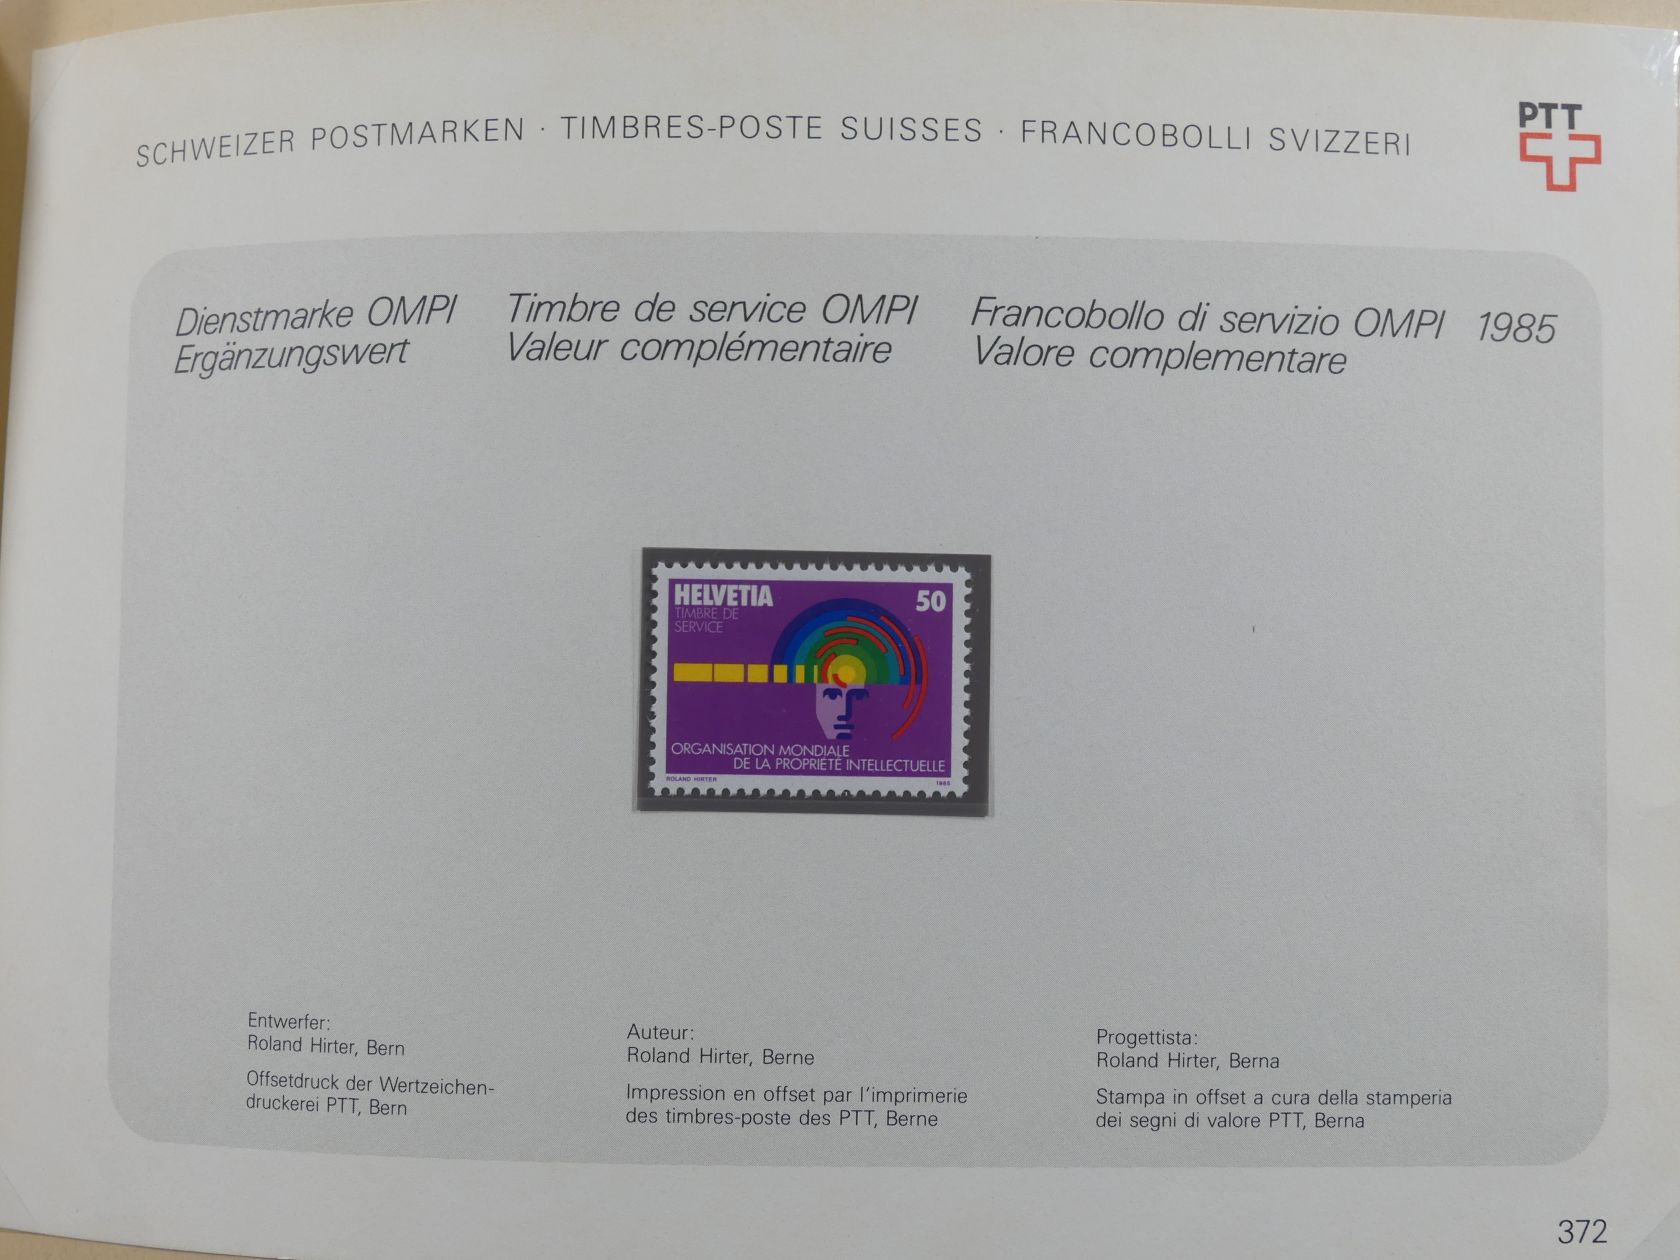 SCHWEIZER POSTMARKEN · TIMBRES-POSTE SUISSES · FRANCOBOLLI SVIZZERI
PTT
Dienstmarke OMPI
Ergänzungswert
Timbre de service OMPI
Valeur complémentaire
Francobollo di servizio OMPI
Valore complementare
1985
HELVETIA
TIMBRE DE
SERVICE
50
ORGANISATION MONDIALE
DE LA PROPRIÉTÉ INTELLECTUELLE
ROLAND HIRTER
1985
Entwerfer:
Roland Hirter, Bern
Offsetdruck der Wertzeichen-
druckerei PTT, Bern
Auteur:
Roland Hirter, Berne
Impression en offset par l'imprimerie
des timbres-poste des PTT, Berne
Progettista:
Roland Hirter, Berna
Stampa in offset a cura della stamperia
dei segni di valore PTT, Berna
372